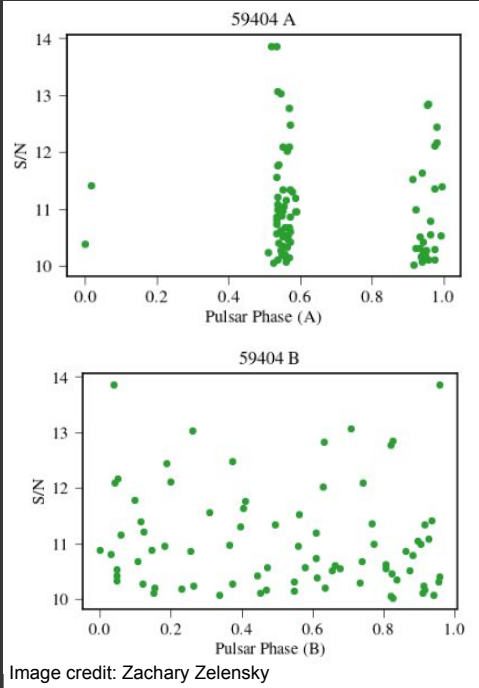 59404 A
14
13
12
11
10
S/N
0.0 0.2 0.4 0.6 0.8 1.0
Pulsar Phase (A)
59404 B
14
13
12
11
10
S/N
0.0 0.2 0.4 0.6 0.8 1.0
Pulsar Phase (B)
Image credit: Zachary Zelensky